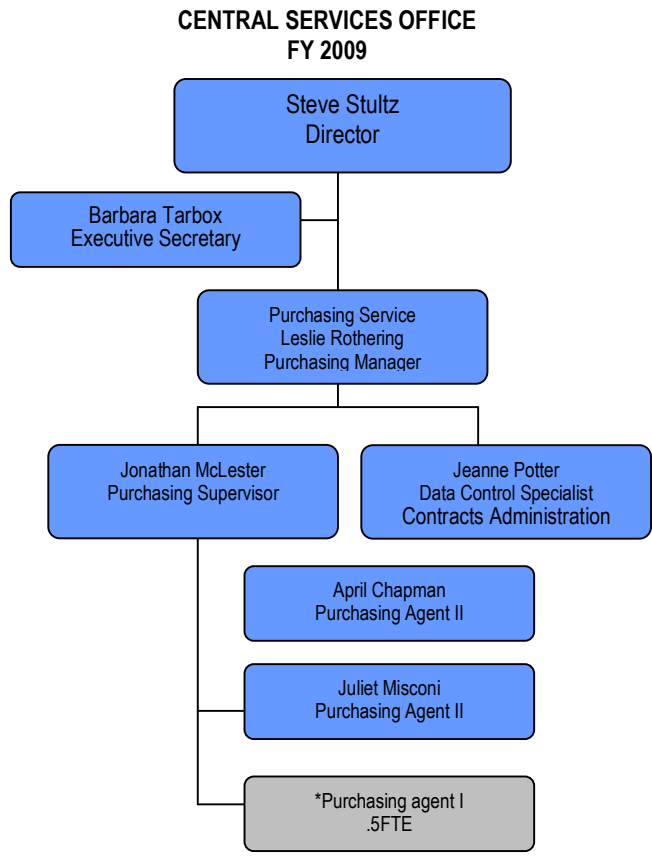 CENTRAL SERVICES OFFICE
FY 2009
Steve Stultz
Director
Barbara Tarbox
Executive Secretary
Purchasing Service
Leslie Rothering
Purchasing Manager
Jonathan McLester
Purchasing Supervisor
Jeanne Potter
Data Control Specialist
Contracts Administration
April Chapman
Purchasing Agent II
Juliet Misconi
Purchasing Agent II
*Purchasing agent I
.5FTE